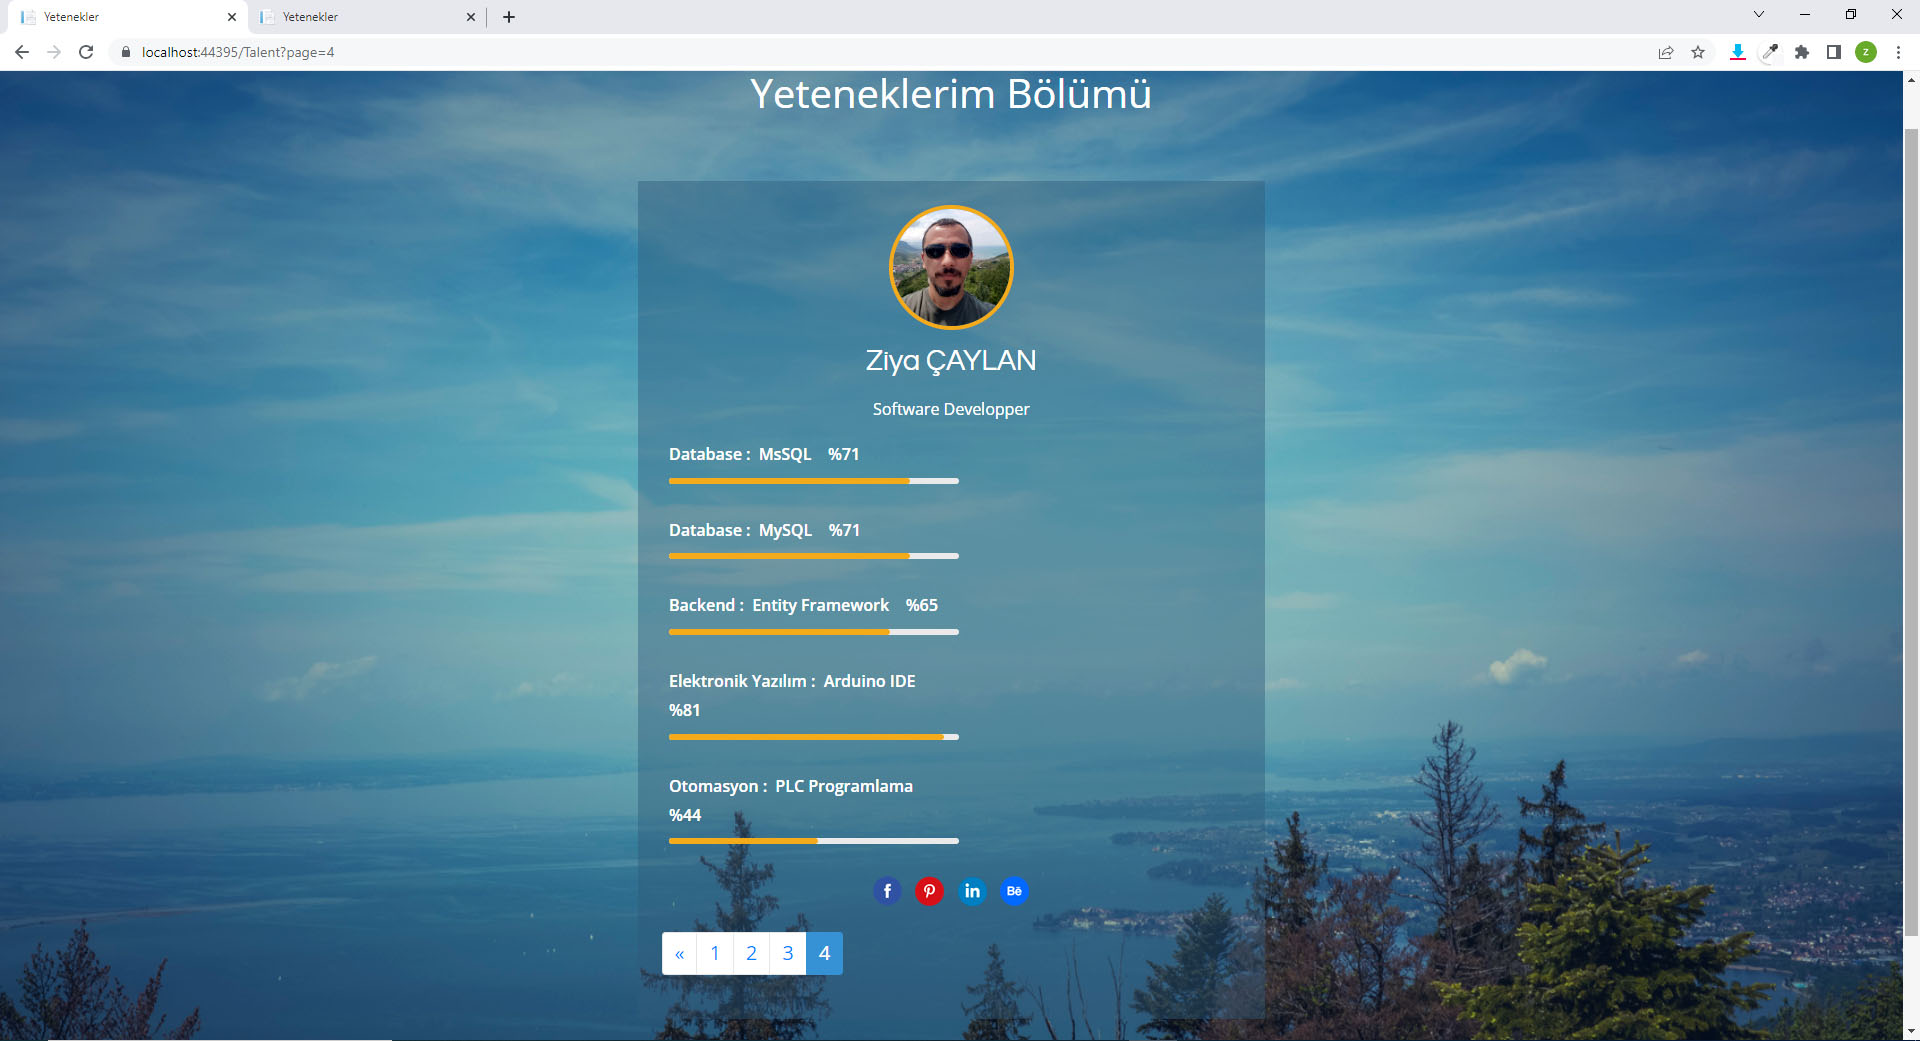 Yetenekler
Yetenekler
localhost:44395/Talent?page=4
z
Yeteneklerim Bölümü
Ziya ÇAYLAN
Software Developper
Database : MsSQL %71
Database : MySQL %71
Backend : Entity Framework %65
Elektronik Yazılım : Arduino IDE
%81
Otomasyon : PLC Programlama
%44
f in Bē
« 1 2 3 4